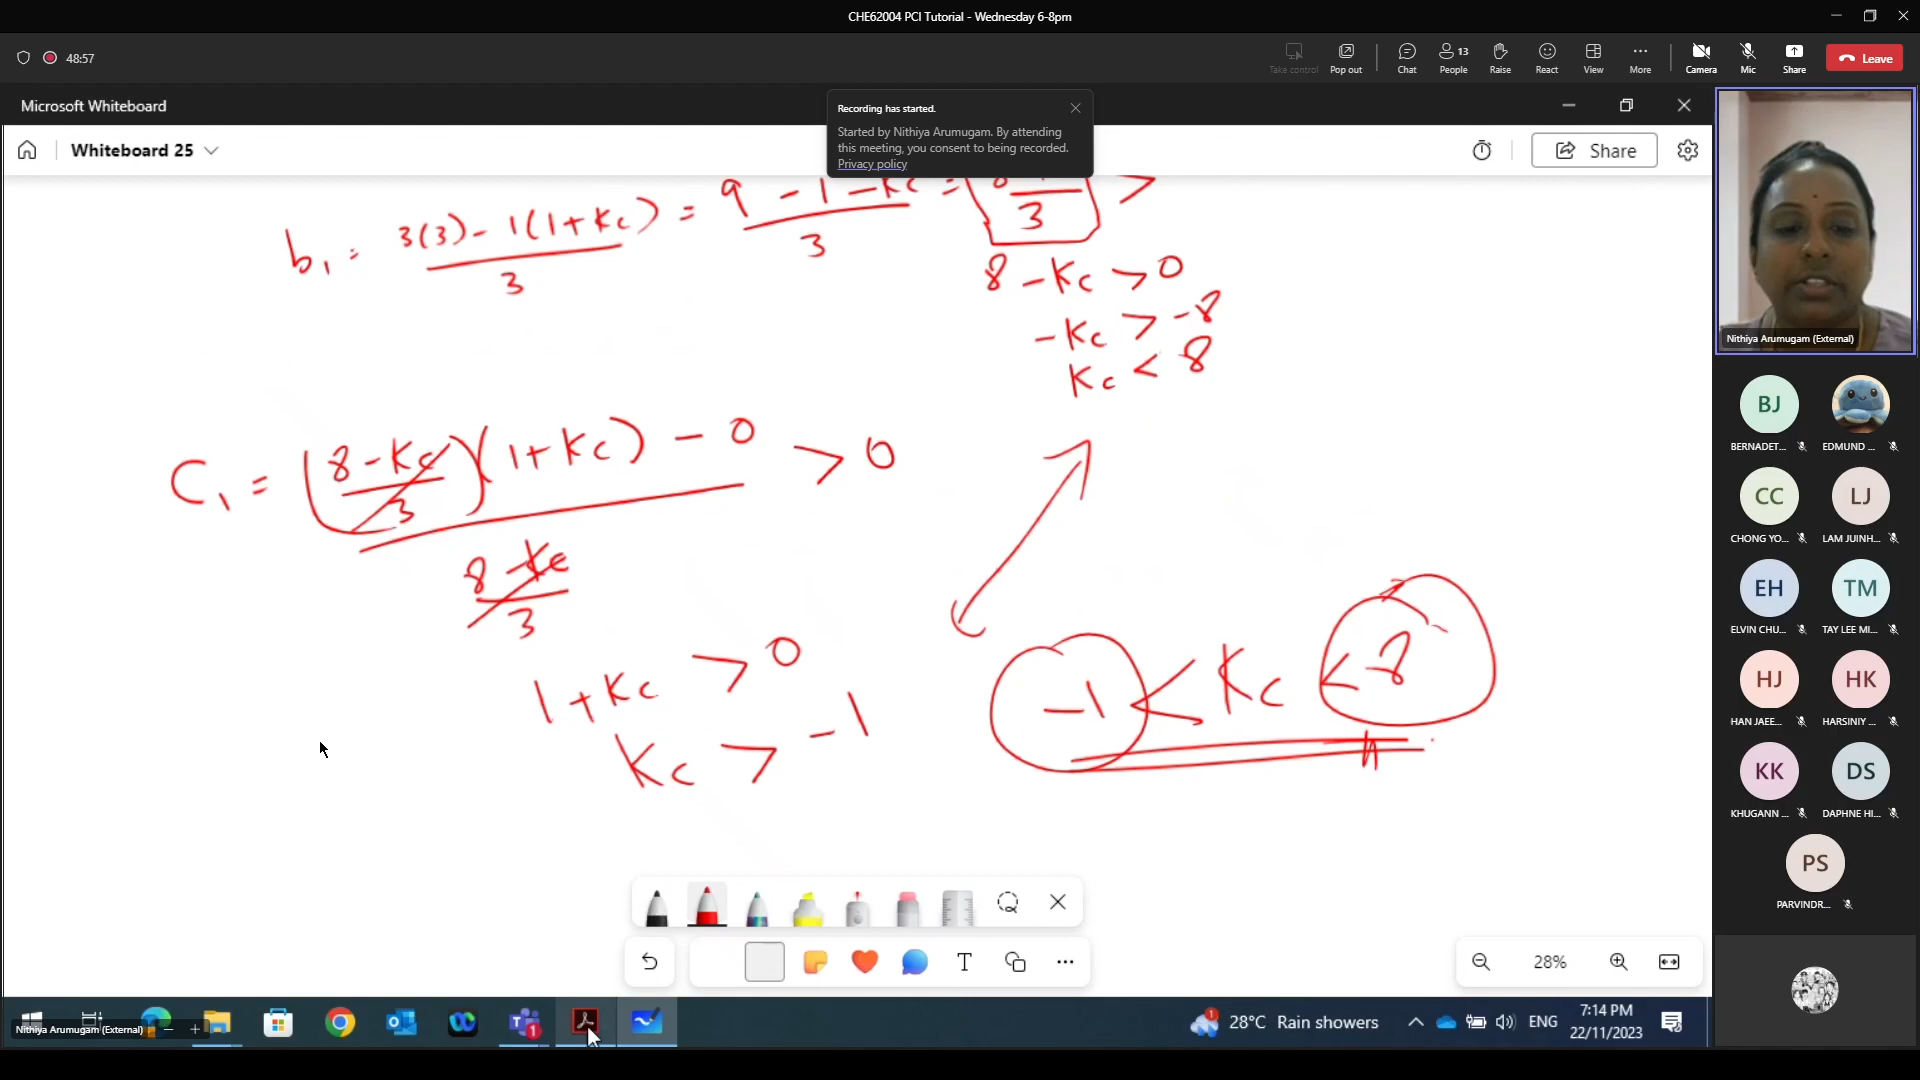 CHE62004 PCI Tutorial - Wednesday 6-8pm
48:57
Take control
Pop out
Chat
People
13
Raise
React
View
More
Camera
Mic
Share
Leave
Microsoft Whiteboard
Recording has started.
Started by Nithiya Arumugam. By attending
this meeting, you consent to being recorded.
Privacy policy
Whiteboard 25
Share
b₁ = 3(3) - 1(1+Kc) / 3 = 9 - 1 - Kc / 3 = / 3 >
8 - Kc > 0
-Kc > -8
Kc < 8
C₁ = (8-Kc / 3)(1+Kc) - 0 / 8-Kc / 3 > 0
1+Kc > 0
Kc > -1
-1 < Kc < 8
Nithiya Arumugam (External)
BJ
BERNADET...
EDMUND ...
CC
CHONG YO...
LJ
LAM JUINH...
EH
ELVIN CHU...
TM
TAY LEE MI...
HJ
HAN JAEE...
HK
HARSINIY ...
KK
KHUGANN ...
DS
DAPHNE HI...
PS
PARVINDR...
T
28%
Nithiya Arumugam (External)
1
1
28°C Rain showers
ENG
7:14 PM
22/11/2023